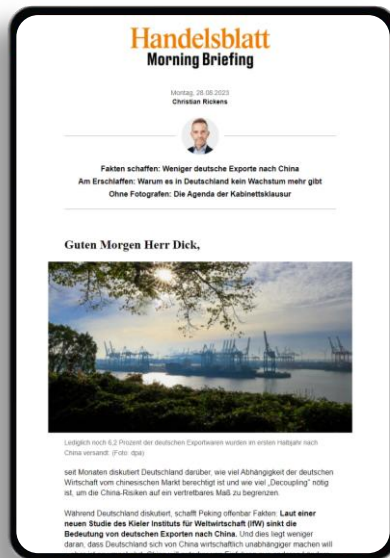 Handelsblatt
Morning Briefing
Montag, 28.08.2023
Christian Rickens
Fakten schaffen: Weniger deutsche Exporte nach China
Am Erschlaffen: Warum es in Deutschland kein Wachstum mehr gibt
Ohne Fotografen: Die Agenda der Kabinettsklausur
Guten Morgen Herr Dick,
Lediglich noch 6,2 Prozent der deutschen Exportwaren wurden im ersten Halbjahr nach
China versandt. (Foto: dpa)
seit Monaten diskutiert Deutschland darüber, wie viel Abhängigkeit der deutschen
Wirtschaft vom chinesischen Markt berechtigt ist und wie viel „Decoupling" nötig
ist, um die China-Risiken auf ein vertretbares Maß zu begrenzen.
Während Deutschland diskutiert, schafft Peking offenbar Fakten: Laut einer
neuen Studie des Kieler Instituts für Weltwirtschaft (IfW) sinkt die
Bedeutung von deutschen Exporten nach China. Und dies liegt weniger
daran, dass Deutschland sich von China wirtschaftlich unabhängiger machen will